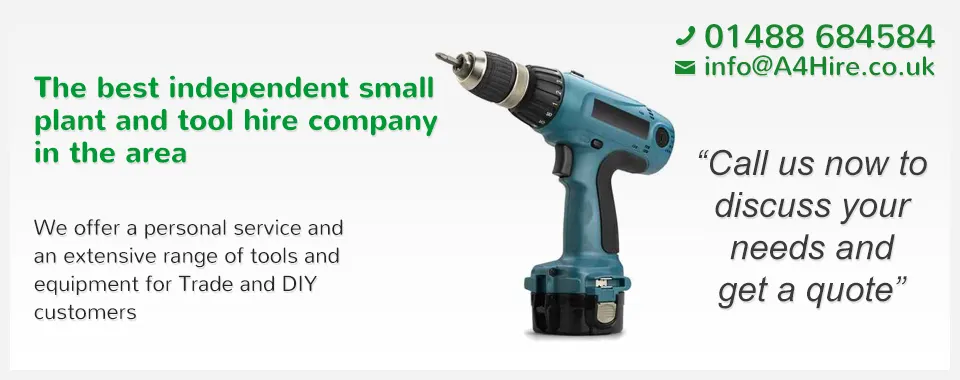 01488 684584
info@A4Hire.co.uk
The best independent small
plant and tool hire company
in the area
We offer a personal service and
an extensive range of tools and
equipment for Trade and DIY
customers
“Call us now to
discuss your
needs and
get a quote”